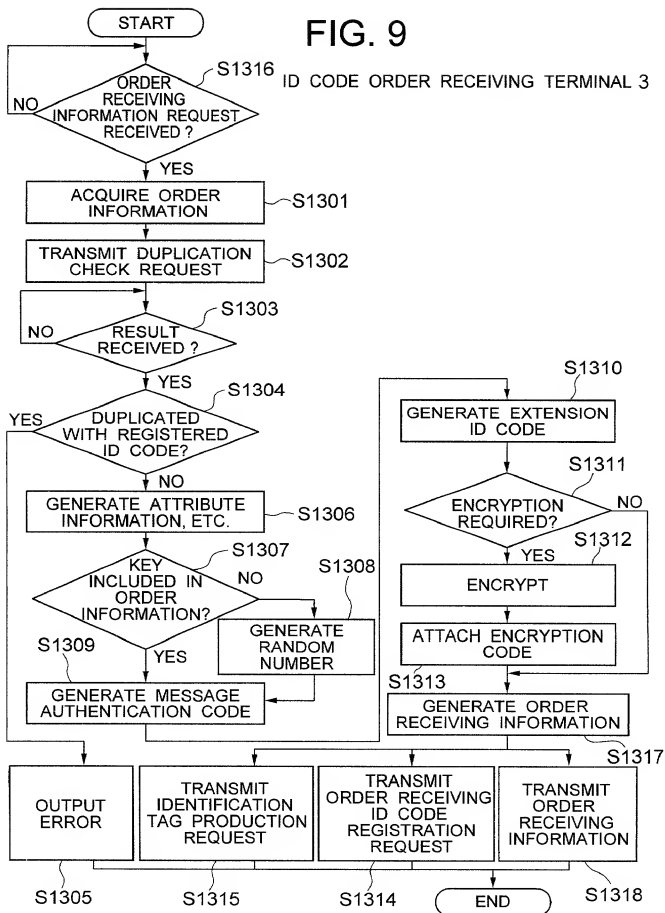 START
FIG. 9
ID CODE ORDER RECEIVING TERMINAL 3
S1316
ORDER
RECEIVING
INFORMATION REQUEST
RECEIVED ?
NO
YES
ACQUIRE ORDER
INFORMATION
S1301
TRANSMIT DUPLICATION
CHECK REQUEST
S1302
S1303
RESULT
RECEIVED ?
NO
YES
S1304
DUPLICATED
WITH REGISTERED
ID CODE?
YES
NO
GENERATE ATTRIBUTE
INFORMATION, ETC.
S1306
S1307
KEY
INCLUDED IN
ORDER
INFORMATION?
NO
YES
S1308
GENERATE
RANDOM
NUMBER
S1309
GENERATE MESSAGE
AUTHENTICATION CODE
S1310
GENERATE EXTENSION
ID CODE
S1311
ENCRYPTION
REQUIRED?
NO
YES
S1312
ENCRYPT
ATTACH ENCRYPTION
CODE
S1313
GENERATE ORDER
RECEIVING INFORMATION
S1317
OUTPUT
ERROR
TRANSMIT
IDENTIFICATION
TAG PRODUCTION
REQUEST
TRANSMIT
ORDER RECEIVING
ID CODE
REGISTRATION
REQUEST
TRANSMIT
ORDER
RECEIVING
INFORMATION
S1305
S1315
S1314
S1318
END